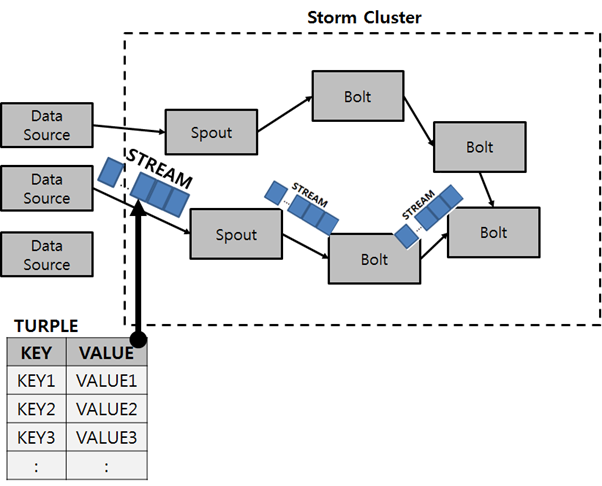 Storm Cluster
Data
Source
Spout
Bolt
Bolt
Data
Source
STREAM
Spout
STREAM
Bolt
STREAM
Bolt
Data
Source
TURPLE
KEY VALUE
KEY1 VALUE1
KEY2 VALUE2
KEY3 VALUE3
: :